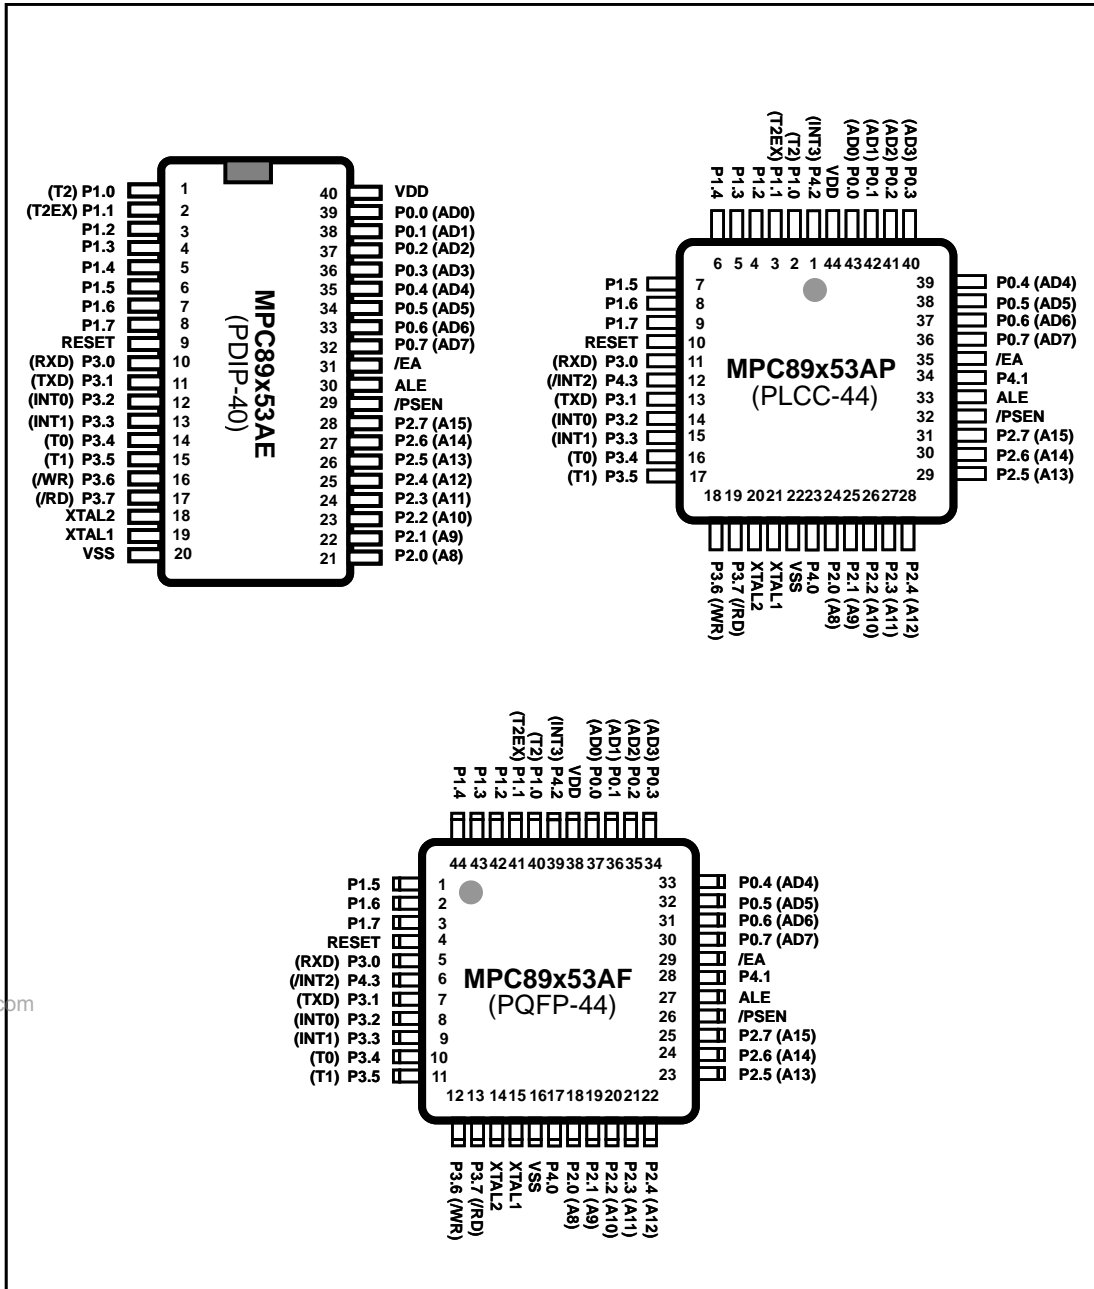 (T2) P1.0
(T2EX) P1.1
P1.2
P1.3
P1.4
P1.5
P1.6
P1.7
RESET
(RXD) P3.0
(TXD) P3.1
(INT0) P3.2
(INT1) P3.3
(T0) P3.4
(T1) P3.5
(/WR) P3.6
(/RD) P3.7
XTAL2
XTAL1
VSS
1
2
3
4
5
6
7
8
9
10
11
12
13
14
15
16
17
18
19
20
MPC89x53AE
(PDIP-40)
40
39
38
37
36
35
34
33
32
31
30
29
28
27
26
25
24
23
22
21
VDD
P0.0 (AD0)
P0.1 (AD1)
P0.2 (AD2)
P0.3 (AD3)
P0.4 (AD4)
P0.5 (AD5)
P0.6 (AD6)
P0.7 (AD7)
/EA
ALE
/PSEN
P2.7 (A15)
P2.6 (A14)
P2.5 (A13)
P2.4 (A12)
P2.3 (A11)
P2.2 (A10)
P2.1 (A9)
P2.0 (A8)
P1.4
P1.3
P1.2
(T2EX) P1.1
(T2) P1.0
(INT3) P4.2
VDD
(AD0) P0.0
(AD1) P0.1
(AD2) P0.2
(AD3) P0.3
6 5 4 3 2 1 44 43 42 41 40
P1.5
P1.6
P1.7
RESET
(RXD) P3.0
(/INT2) P4.3
(TXD) P3.1
(INT0) P3.2
(INT1) P3.3
(T0) P3.4
(T1) P3.5
7
8
9
10
11
12
13
14
15
16
17
MPC89x53AP
(PLCC-44)
39
38
37
36
35
34
33
32
31
30
29
P0.4 (AD4)
P0.5 (AD5)
P0.6 (AD6)
P0.7 (AD7)
/EA
P4.1
ALE
/PSEN
P2.7 (A15)
P2.6 (A14)
P2.5 (A13)
18 19 20 21 22 23 24 25 26 27 28
P3.6 (/WR)
P3.7 (/RD)
XTAL2
XTAL1
VSS
P4.0
P2.0 (A8)
P2.1 (A9)
P2.2 (A10)
P2.3 (A11)
P2.4 (A12)
P1.4
P1.3
P1.2
(T2EX) P1.1
(T2) P1.0
(INT3) P4.2
VDD
(AD0) P0.0
(AD1) P0.1
(AD2) P0.2
(AD3) P0.3
44 43 42 41 40 39 38 37 36 35 34
P1.5
P1.6
P1.7
RESET
(RXD) P3.0
(/INT2) P4.3
(TXD) P3.1
(INT0) P3.2
(INT1) P3.3
(T0) P3.4
(T1) P3.5
1
2
3
4
5
6
7
8
9
10
11
MPC89x53AF
(PQFP-44)
33
32
31
30
29
28
27
26
25
24
23
P0.4 (AD4)
P0.5 (AD5)
P0.6 (AD6)
P0.7 (AD7)
/EA
P4.1
ALE
/PSEN
P2.7 (A15)
P2.6 (A14)
P2.5 (A13)
12 13 14 15 16 17 18 19 20 21 22
P3.6 (/WR)
P3.7 (/RD)
XTAL2
XTAL1
VSS
P4.0
P2.0 (A8)
P2.1 (A9)
P2.2 (A10)
P2.3 (A11)
P2.4 (A12)